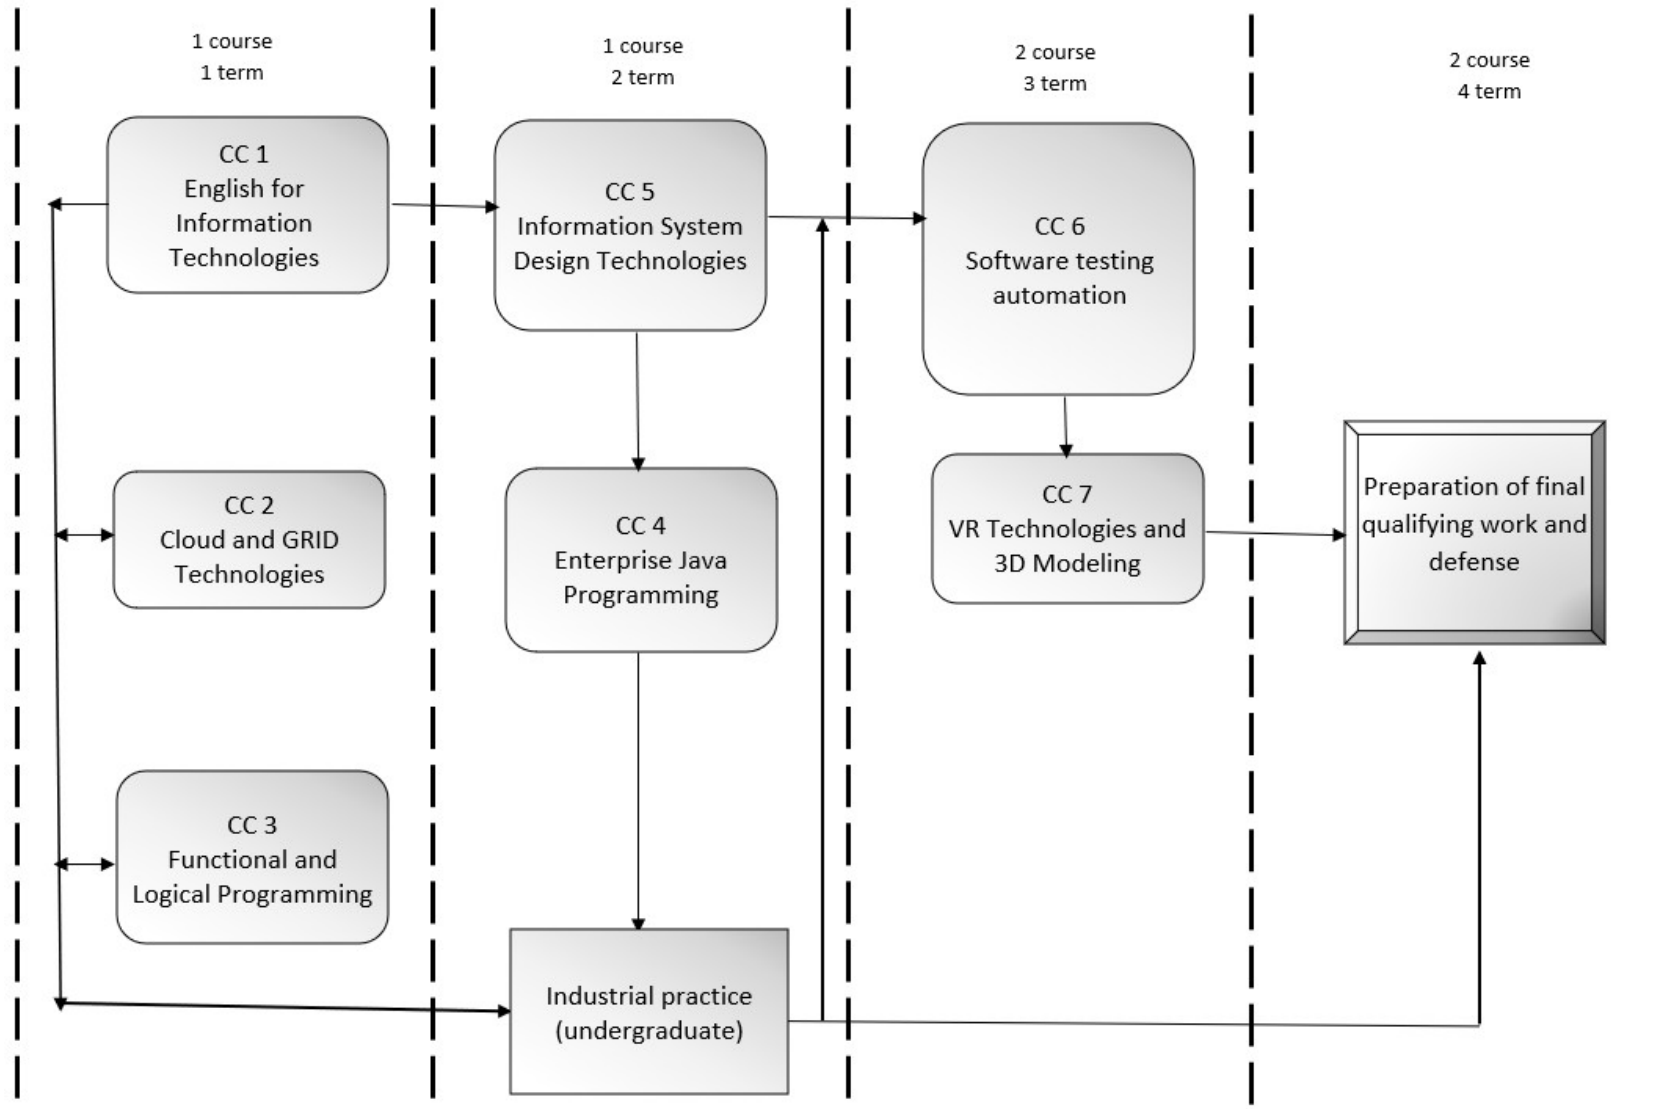 1 course
1 term
1 course
2 term
2 course
3 term
2 course
4 term
CC 1
English for
Information
Technologies
CC 5
Information System
Design Technologies
CC 6
Software testing
automation
CC 2
Cloud and GRID
Technologies
CC 4
Enterprise Java
Programming
CC 7
VR Technologies and
3D Modeling
Preparation of final
qualifying work and
defense
CC 3
Functional and
Logical Programming
Industrial practice
(undergraduate)